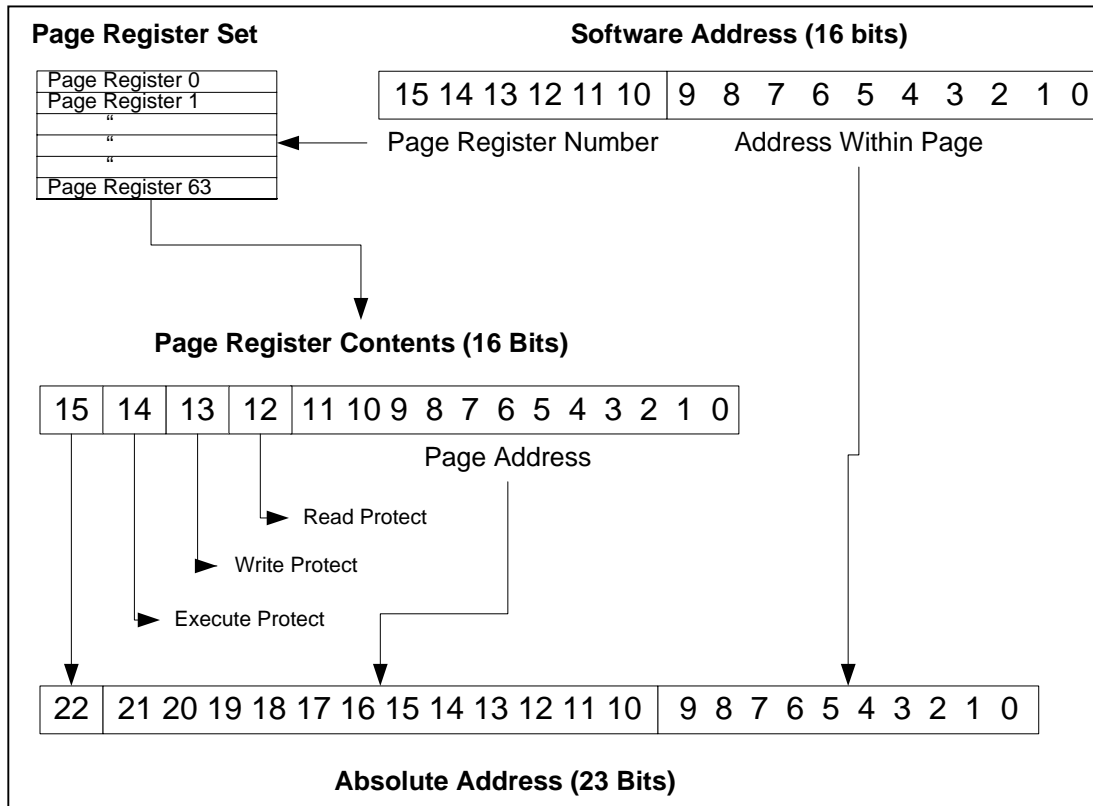 Page Register Set
Software Address (16 bits)
Page Register 0
Page Register 1
“
“
“
Page Register 63
15 14 13 12 11 10 9 8 7 6 5 4 3 2 1 0
Page Register Number
Address Within Page
Page Register Contents (16 Bits)
15 14 13 12 11 10 9 8 7 6 5 4 3 2 1 0
Page Address
Read Protect
Write Protect
Execute Protect
22 21 20 19 18 17 16 15 14 13 12 11 10 9 8 7 6 5 4 3 2 1 0
Absolute Address (23 Bits)